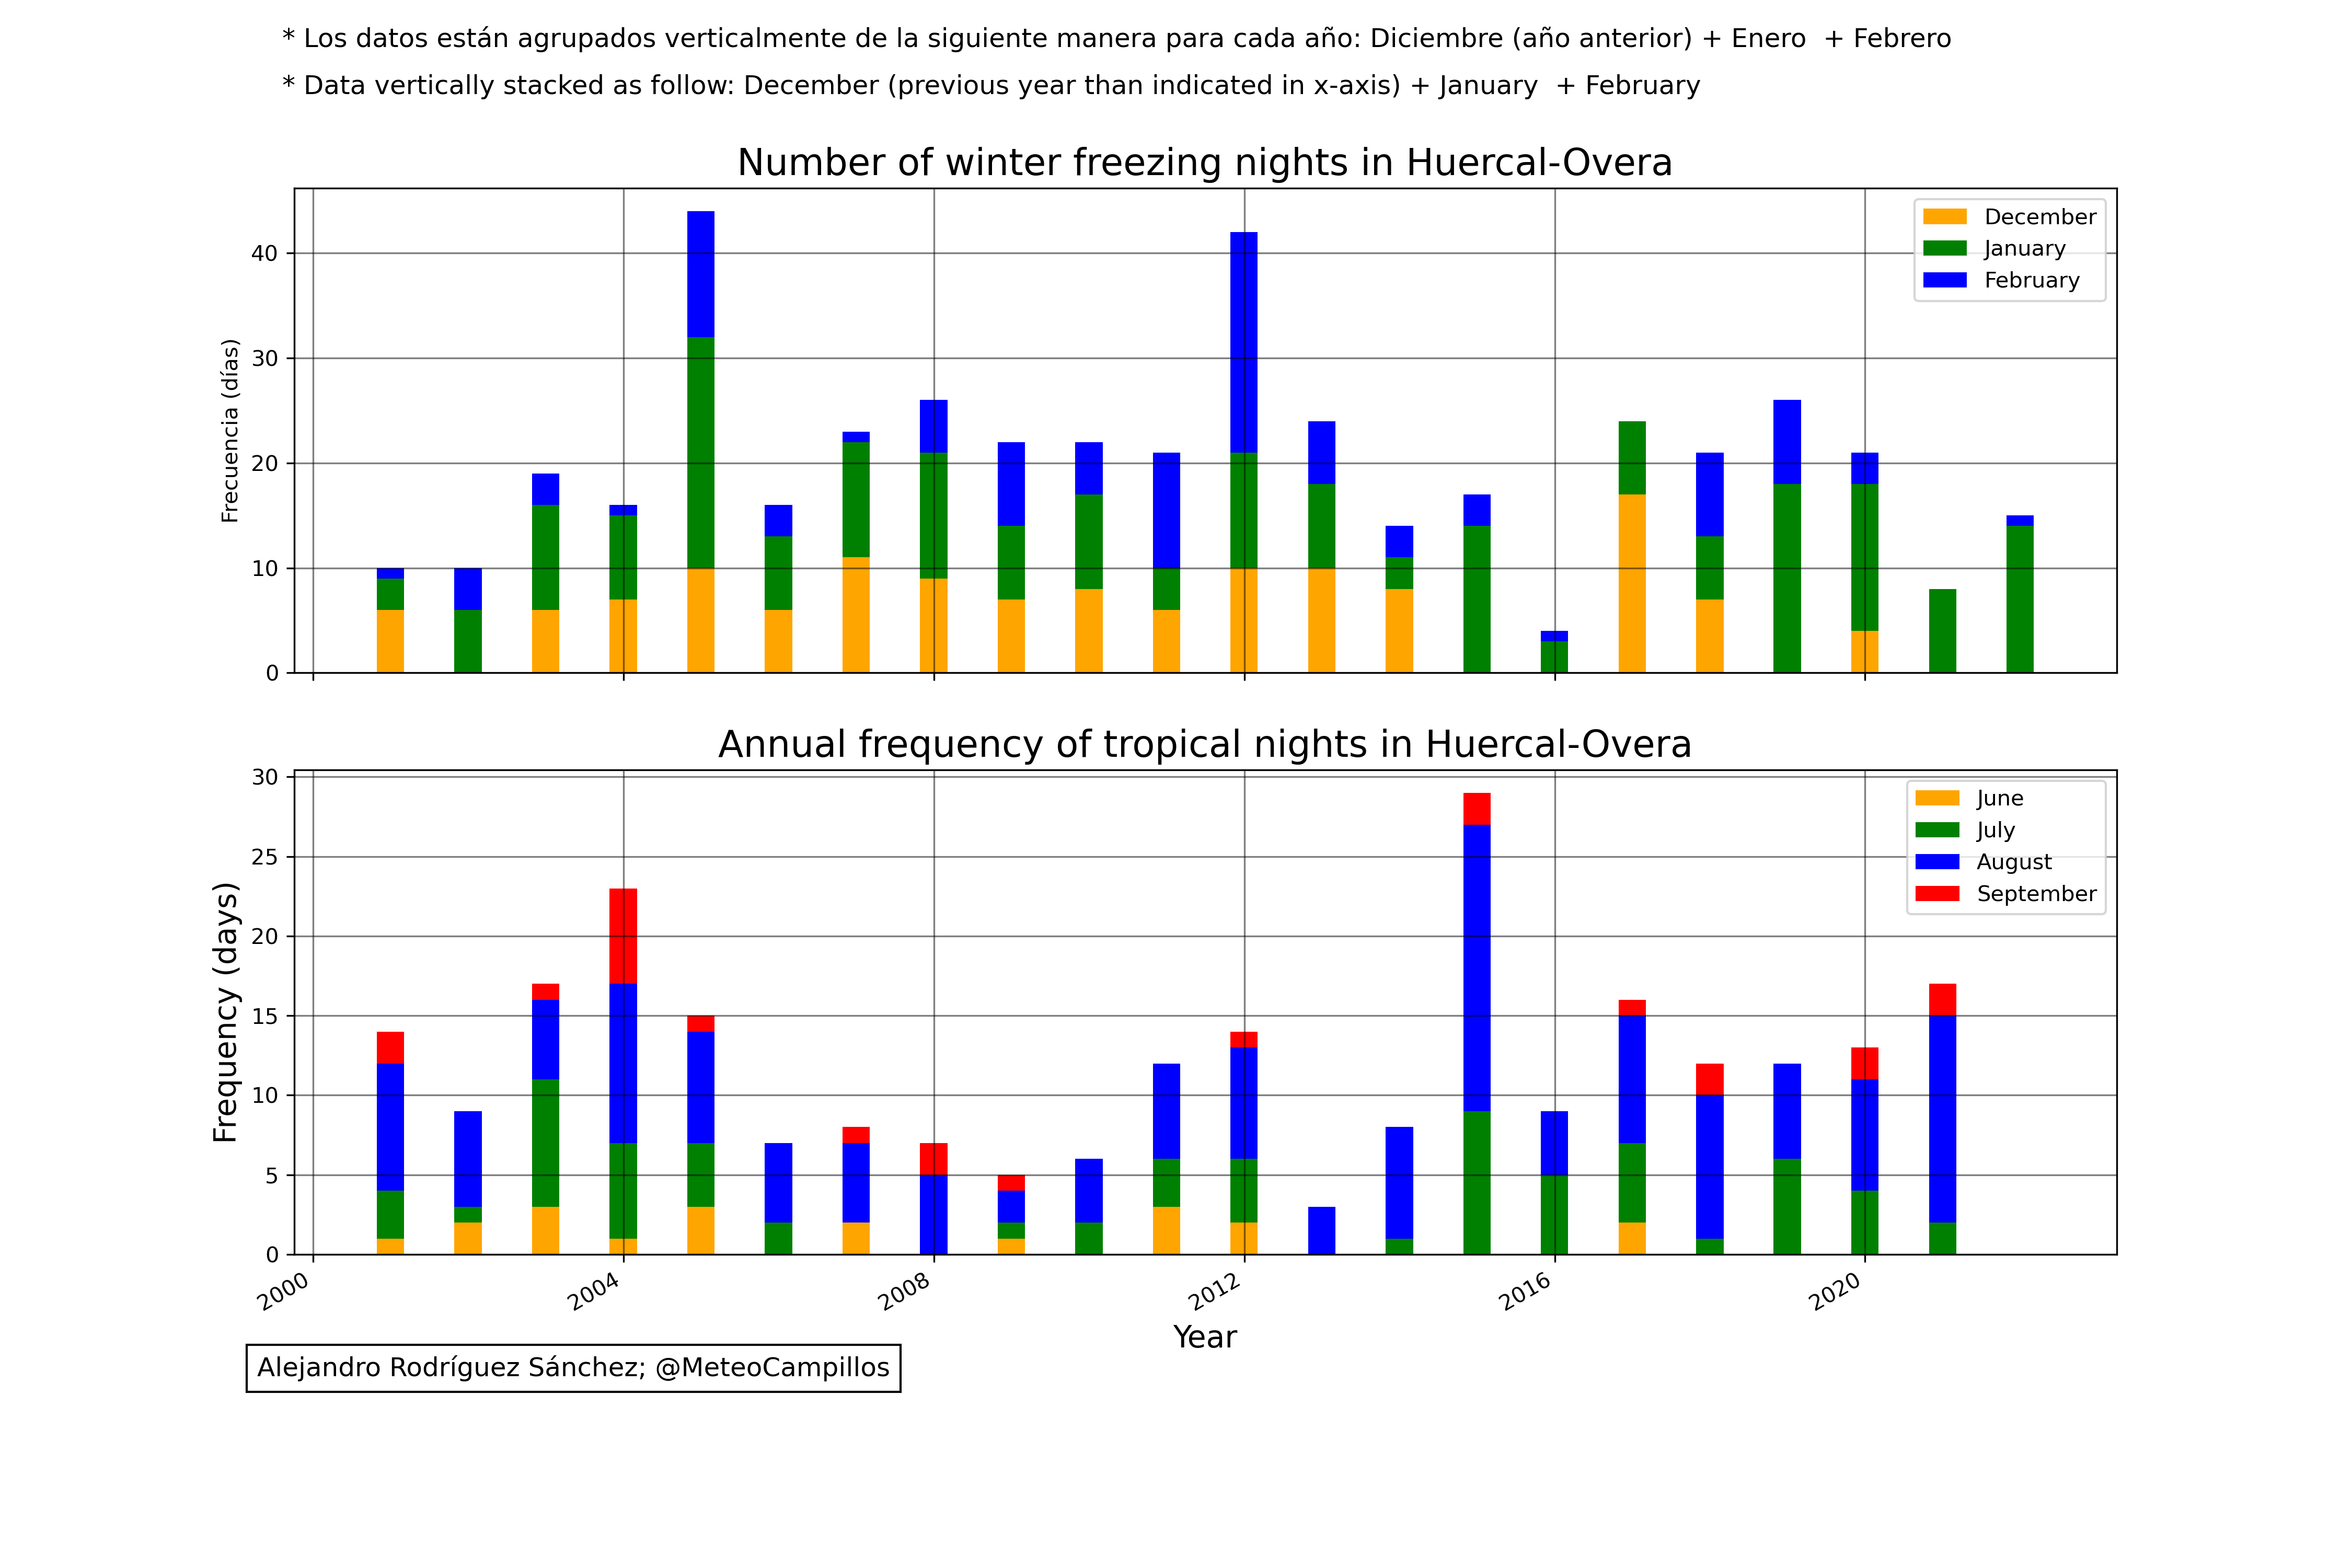 * Los datos están agrupados verticalmente de la siguiente manera para cada año: Diciembre (año anterior) + Enero  + Febrero
* Data vertically stacked as follow: December (previous year than indicated in x-axis) + January  + February
Number of winter freezing nights in Huercal-Overa
Frecuencia (días)
40
30
20
10
0
December
January
February
Annual frequency of tropical nights in Huercal-Overa
Frequency (days)
30
25
20
15
10
5
0
June
July
August
September
2000 2004 2008 2012 2016 2020
Year
Alejandro Rodríguez Sánchez; @MeteoCampillos